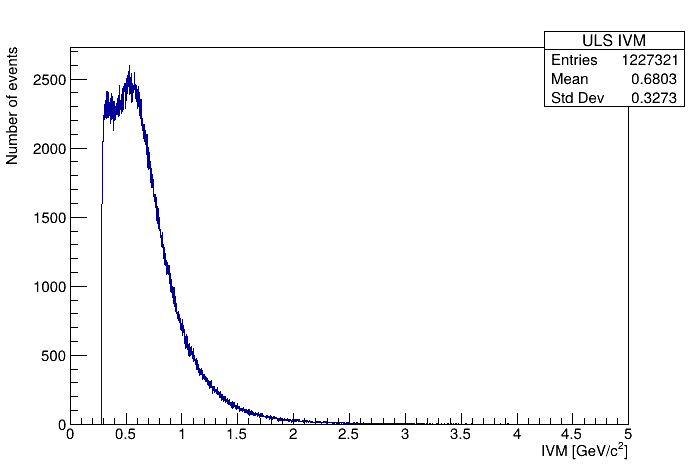 ULS IVM
Entries 1227321
Mean 0.6803
Std Dev 0.3273
Number of events
2500
2000
1500
1000
500
0
0 0.5 1 1.5 2 2.5 3 3.5 4 4.5 5
IVM [GeV/c²]